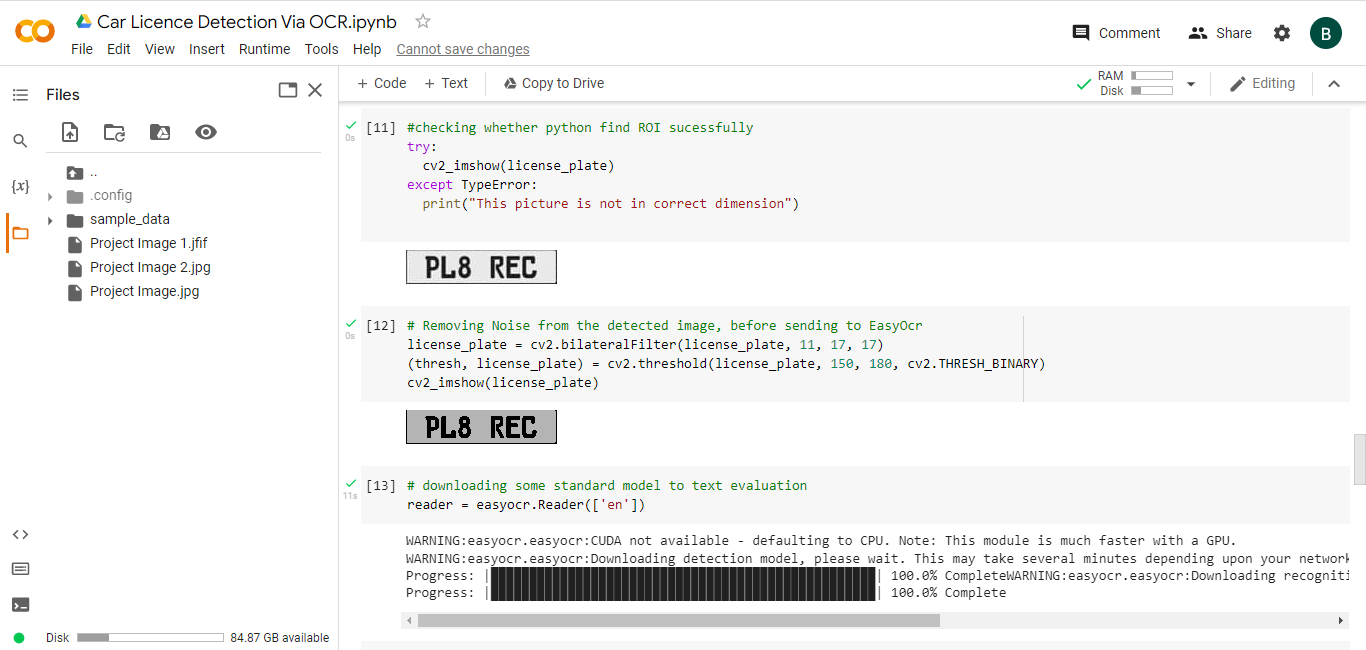 Car Licence Detection Via OCR.ipynb
File Edit View Insert Runtime Tools Help Cannot save changes
Comment Share B
Files
+ Code + Text Copy to Drive
RAM
Disk
Editing
..
.config
sample_data
Project Image 1.jfif
Project Image 2.jpg
Project Image.jpg
{x}
Disk 84.87 GB available
0s
[11] #checking whether python find ROI sucessfully
try:
cv2_imshow(license_plate)
except TypeError:
print("This picture is not in correct dimension")
PL8 REC
0s
[12] # Removing Noise from the detected image, before sending to EasyOcr
license_plate = cv2.bilateralFilter(license_plate, 11, 17, 17)
(thresh, license_plate) = cv2.threshold(license_plate, 150, 180, cv2.THRESH_BINARY)
cv2_imshow(license_plate)
PL8 REC
11s
[13] # downloading some standard model to text evaluation
reader = easyocr.Reader(['en'])
WARNING:easyocr.easyocr:CUDA not available - defaulting to CPU. Note: This module is much faster with a GPU.
WARNING:easyocr.easyocr:Downloading detection model, please wait. This may take several minutes depending upon your network
Progress: |██████████████████████████████████████████████████| 100.0% CompleteWARNING:easyocr.easyocr:Downloading recogniti
Progress: |██████████████████████████████████████████████████| 100.0% Complete